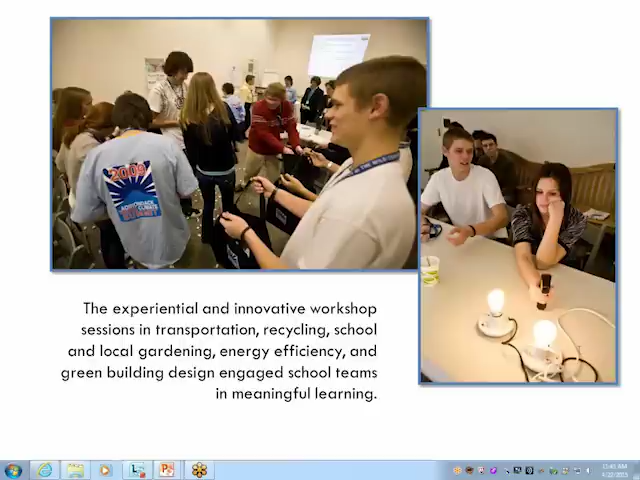 2009
The experiential and innovative workshop
sessions in transportation, recycling, school
and local gardening, energy efficiency, and
green building design engaged school teams
in meaningful learning.